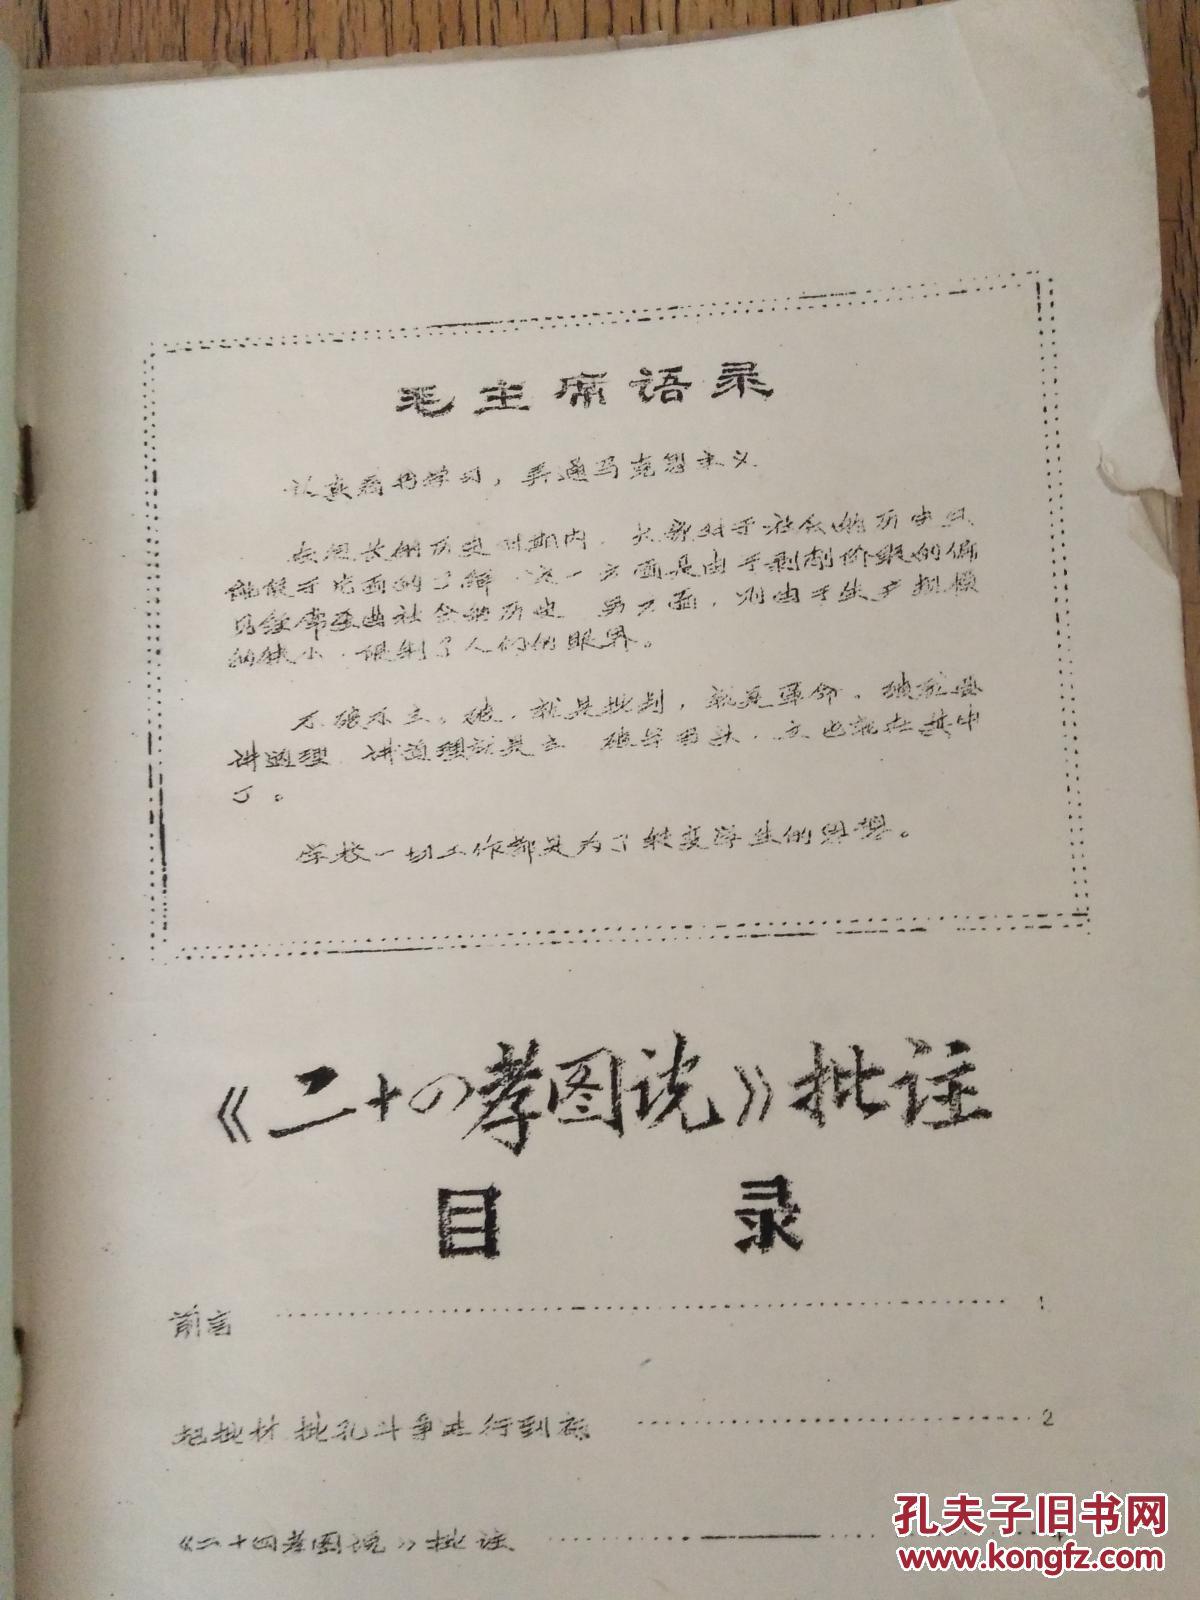 毛主席语录
认真看书学习，弄通马克思主义
在很长的历史时期内，大家对于社会的历史只
能限于片面的了解 这一方面是由于剥削阶级的偏
见经常歪曲社会的历史 另方面，则由于生产规模
的狭小，限制了人们的眼界。
不破不立。破，就是批判，就是革命。破就要
讲道理 讲道理就是立 破字当头，立也就在其中
了。
学校一切工作都是为了转变学生的思想。
《二十四孝图说》批注
目 录
前言 1
把批林批孔斗争进行到底 2
《二十四孝图说》批注
孔夫子旧书网
www.kongfz.com